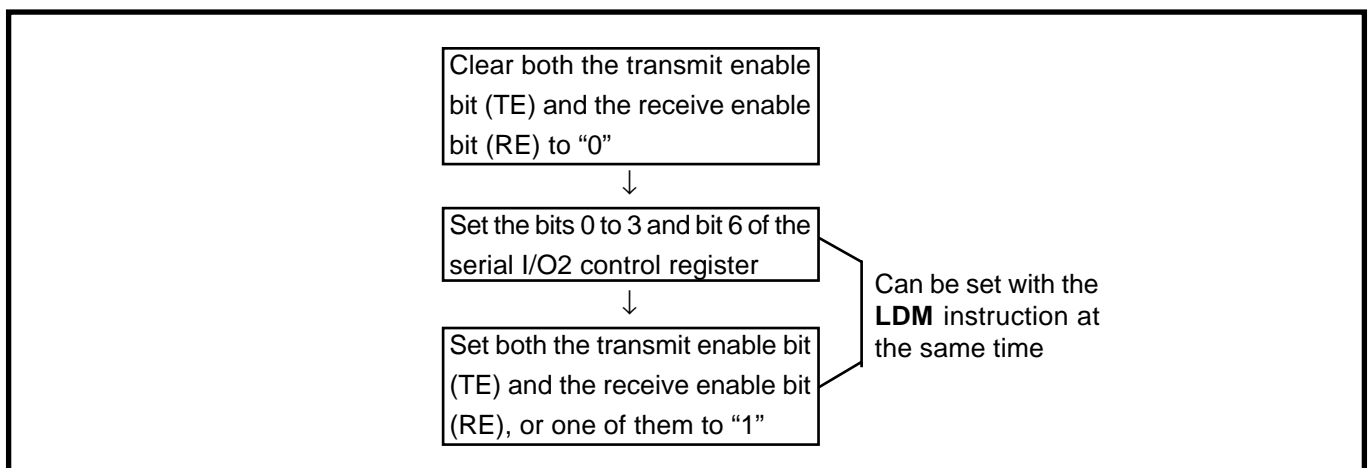 Clear both the transmit enable
bit (TE) and the receive enable
bit (RE) to “0”
↓
Set the bits 0 to 3 and bit 6 of the
serial I/O2 control register
↓
Set both the transmit enable bit
(TE) and the receive enable bit
(RE), or one of them to “1”
Can be set with the
LDM instruction at
the same time